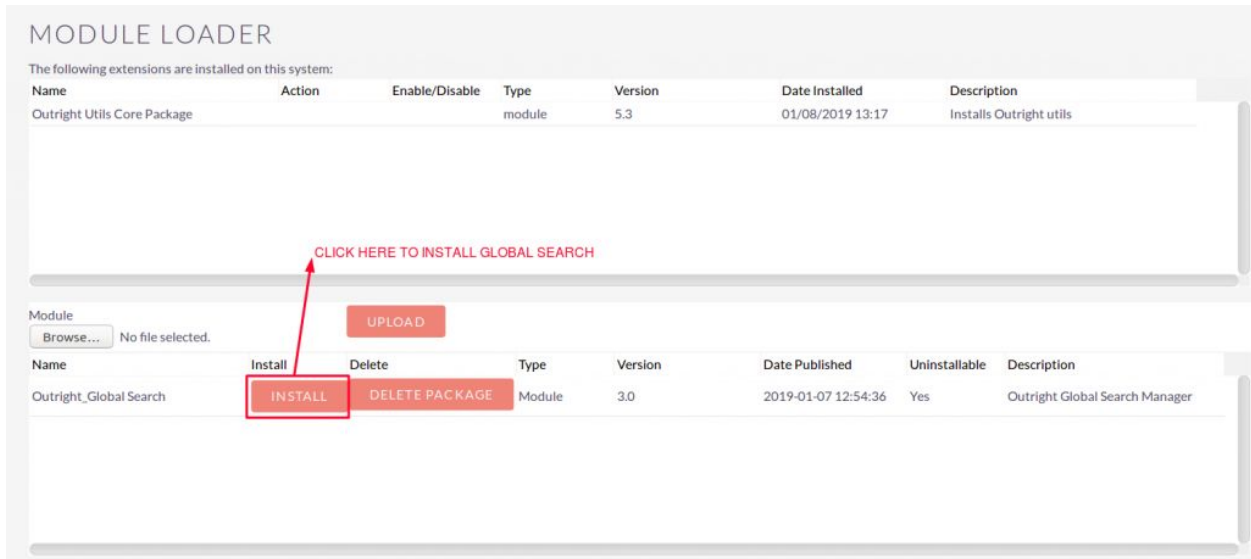 MODULE LOADER
The following extensions are installed on this system:
Name Action Enable/Disable Type Version Date Installed Description
Outright Utils Core Package module 5.3 01/08/2019 13:17 Installs Outright utils
CLICK HERE TO INSTALL GLOBAL SEARCH
Module
UPLOAD
Browse... No file selected.
Name Install Delete Type Version Date Published Uninstallable Description
Outright_Global Search INSTALL DELETE PACKAGE Module 3.0 2019-01-07 12:54:36 Yes Outright Global Search Manager